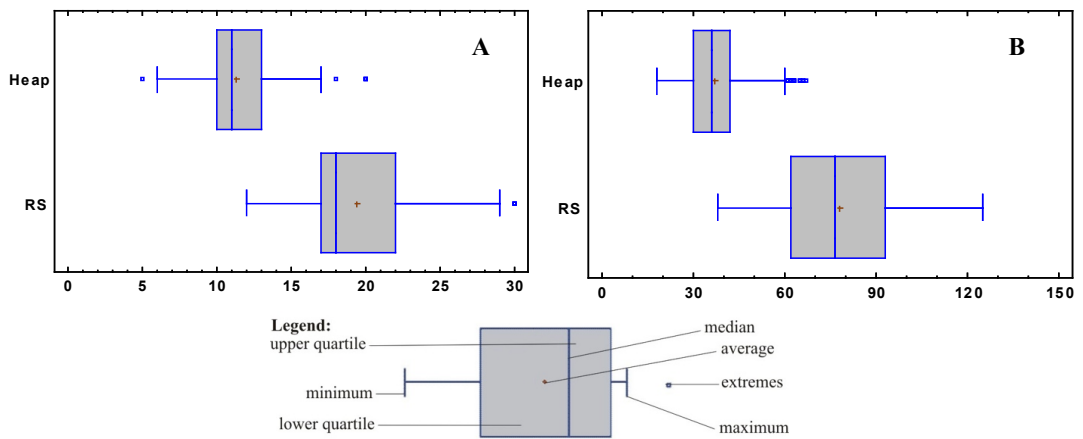 A
Heap
RS
0 5 10 15 20 25 30
B
Heap
RS
0 30 60 90 120 150
Legend:
upper quartile
minimum
lower quartile
median
average
extremes
maximum